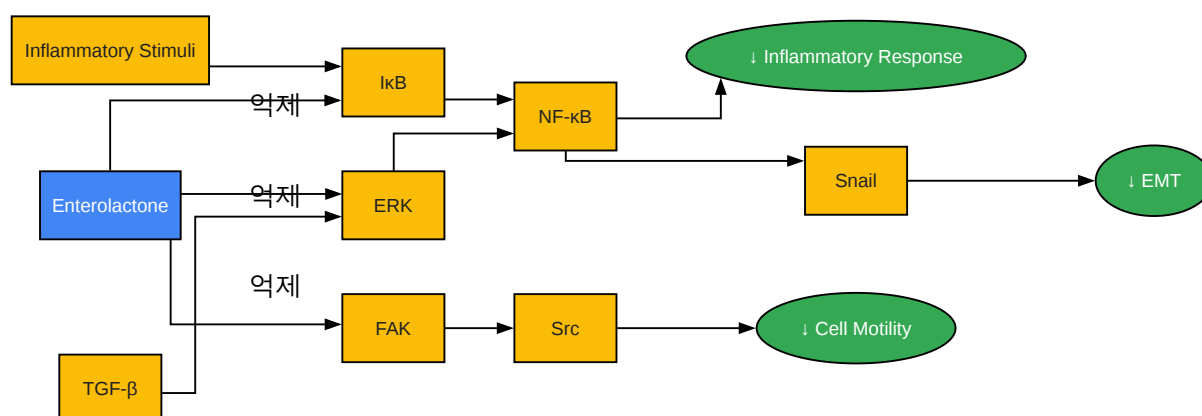 Inflammatory Stimuli
↓ Inflammatory Response
IκB
억제
NF-κB
Snail
↓ EMT
억제
Enterolactone
ERK
억제
FAK
Src
↓ Cell Motility
TGF-β